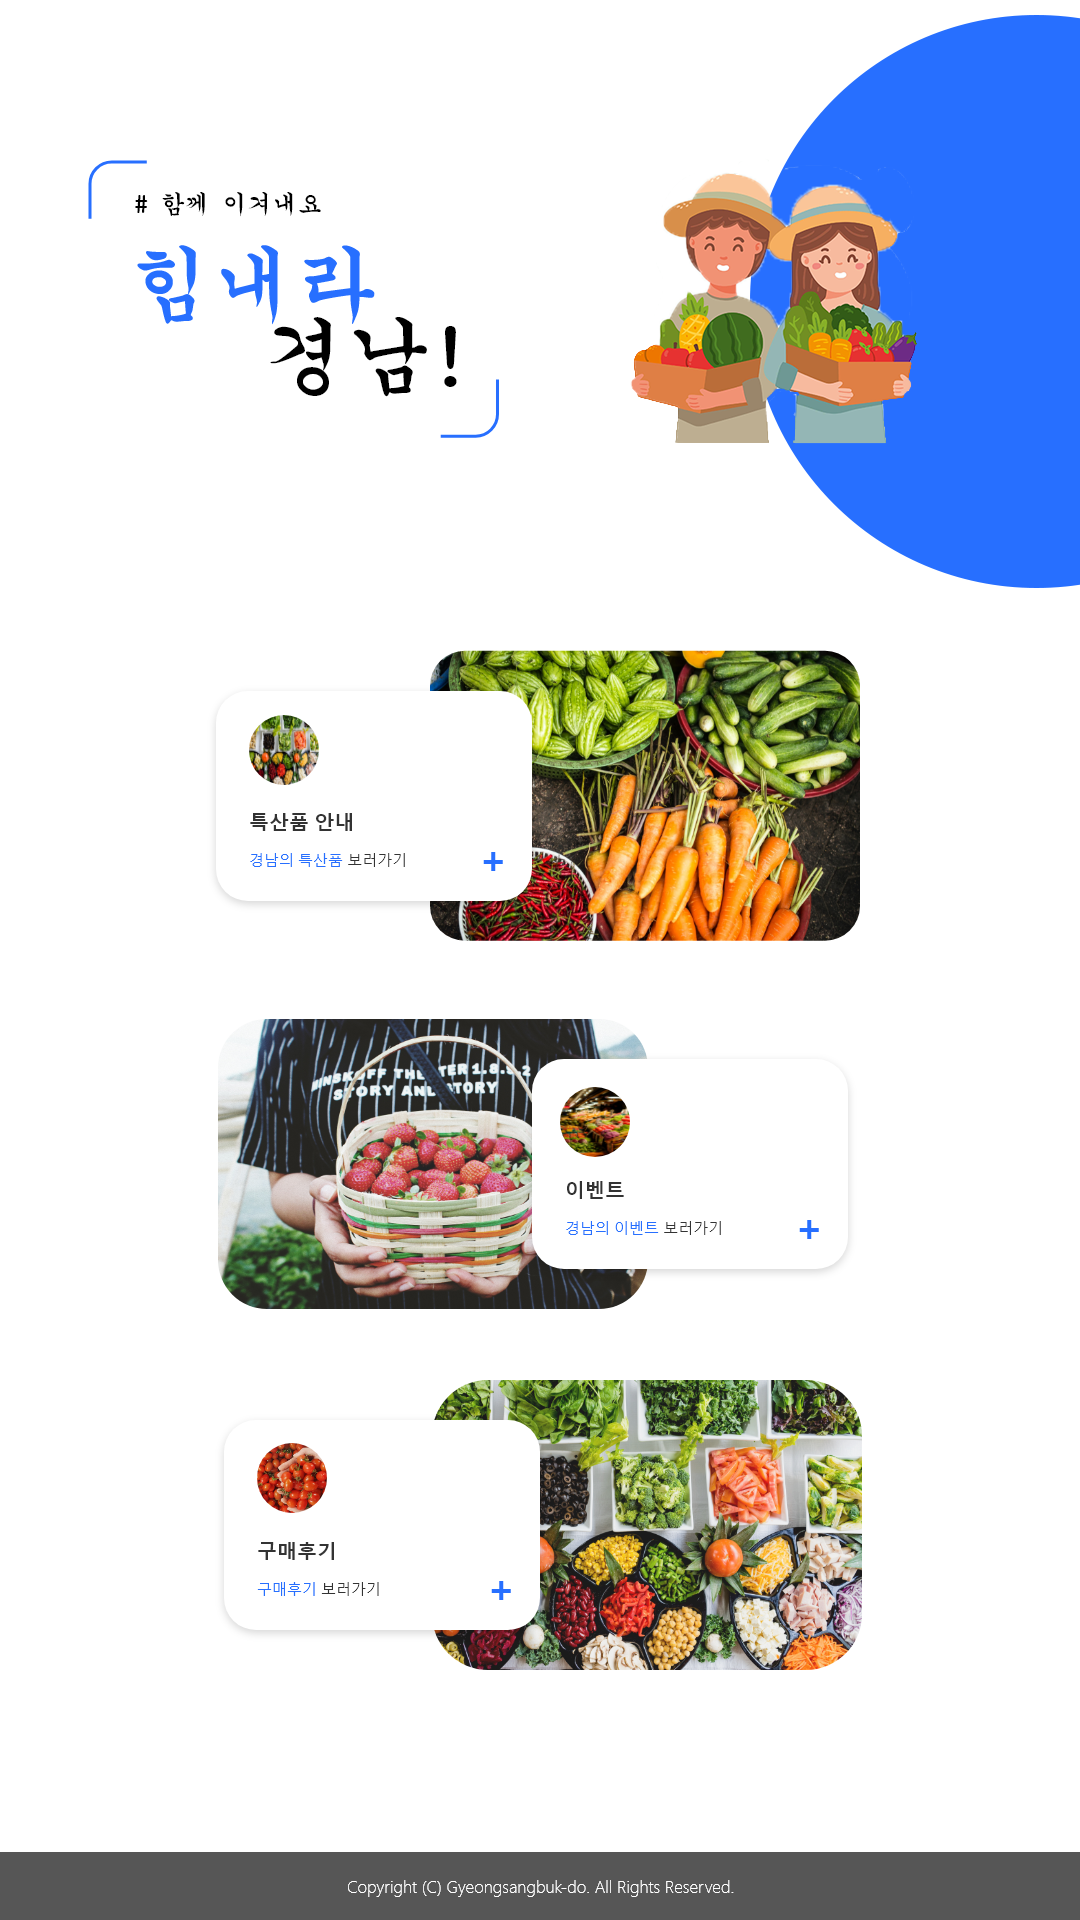 # 함께 이겨내요
힘내라
경남!
특산품 안내
경남의 특산품 보러가기
STORY AND STORY
이벤트
경남의 이벤트 보러가기
구매후기
구매후기 보러가기
Copyright (C) Gyeongsangbuk-do. All Rights Reserved.